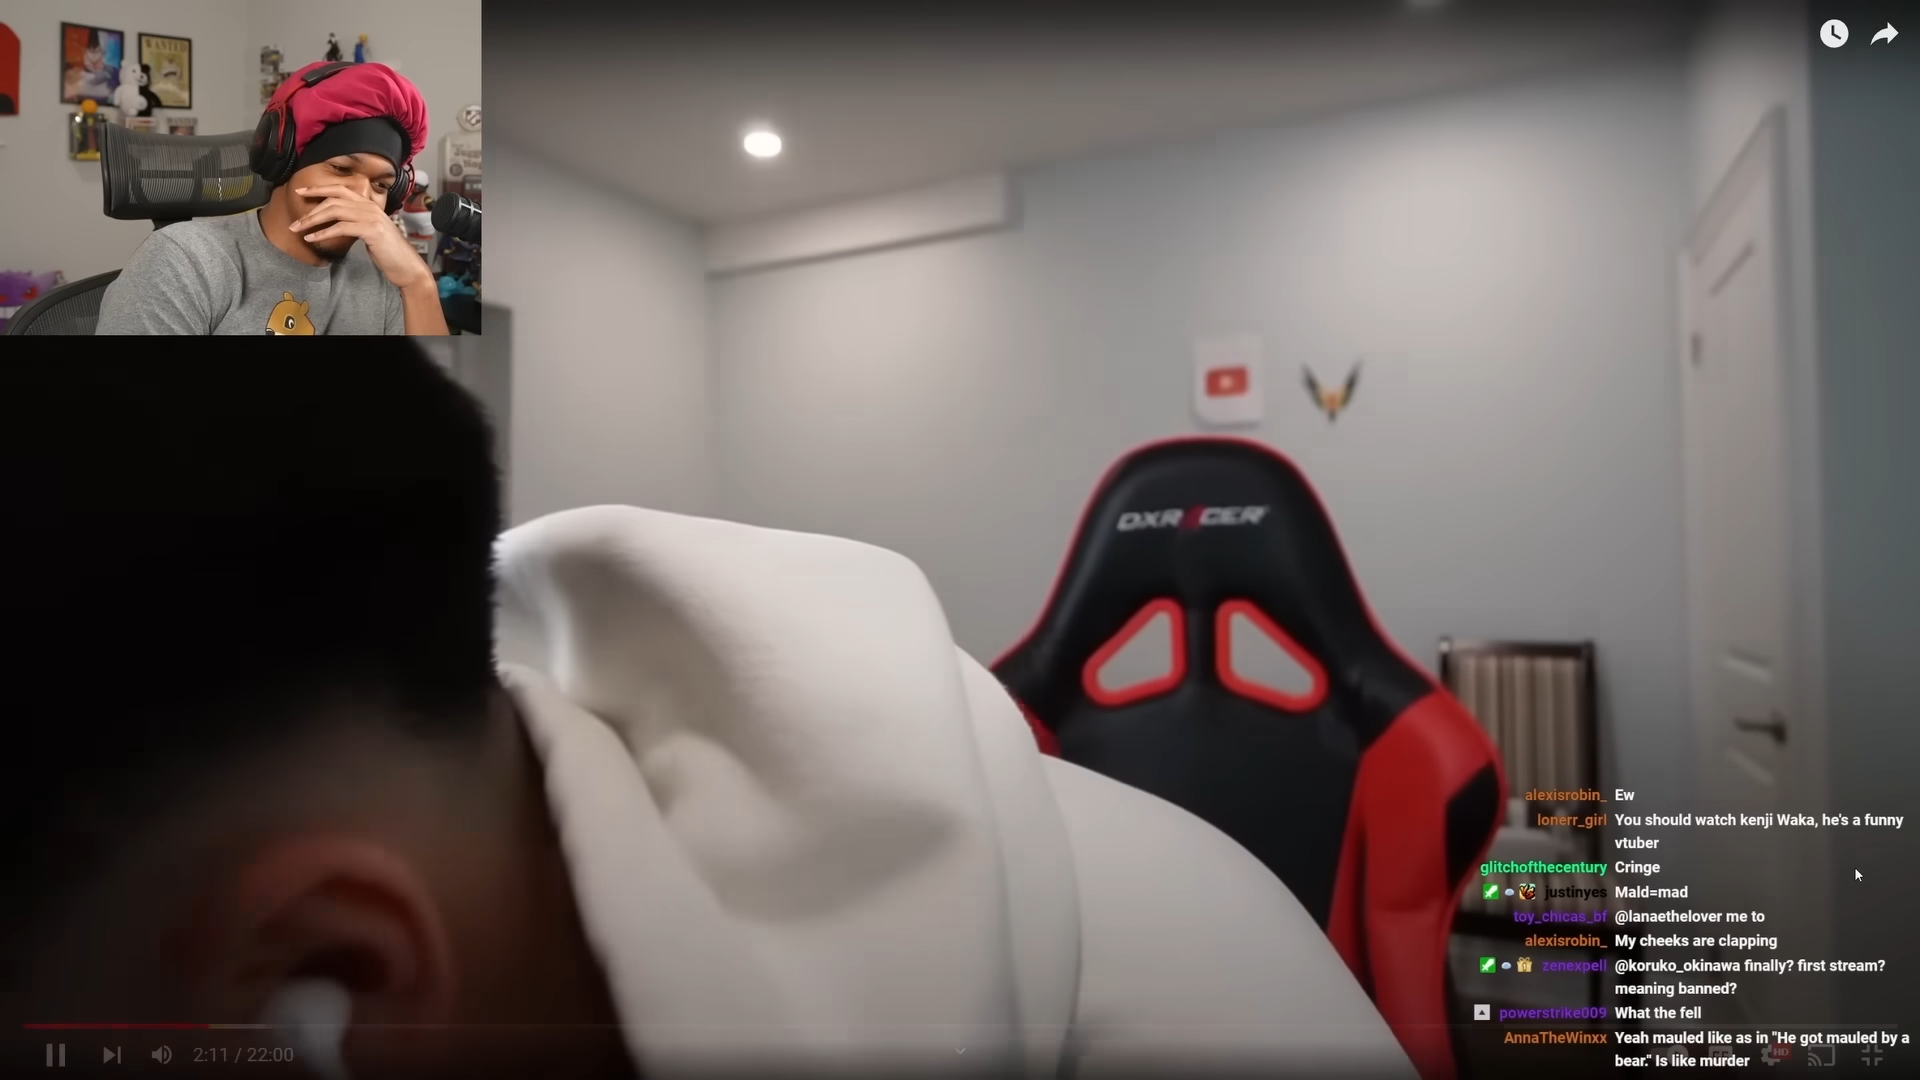 WANTED
DXRACER
alexisrobin_ Ew
lonerr_girl You should watch kenji Waka, he's a funny
vtuber
glitchofthecentury Cringe
justinyes Mald=mad
toy_chicas_bf @lanaethelover me to
alexisrobin_ My cheeks are clapping
zenexpell @koruko_okinawa finally? first stream?
meaning banned?
powerstrike009 What the fell
AnnaTheWinxx Yeah mauled like as in "He got mauled by a
bear." Is like murder
2:11 / 22:00
HD